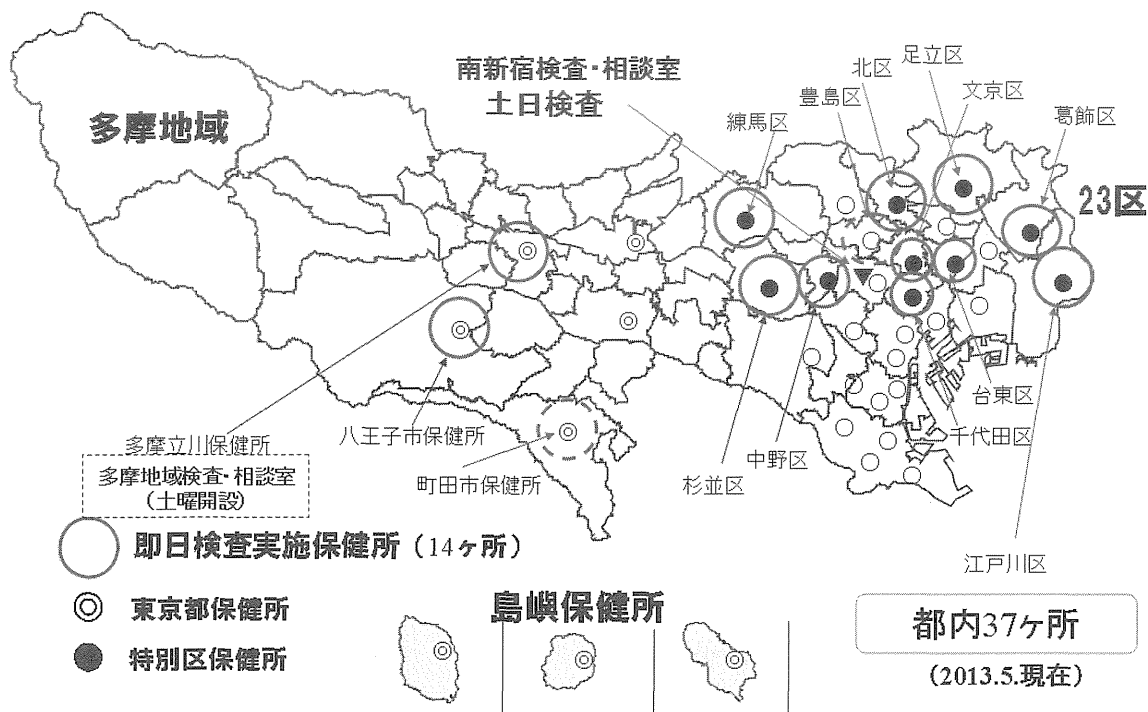 南新宿検査・相談室
土日検査
多摩地域
練馬区
豊島区
北区
足立区
文京区
葛飾区
23区
多摩立川保健所
多摩地域検査・相談室
(土曜開設)
八王子市保健所
町田市保健所
杉並区
中野区
千代田区
台東区
江戸川区
即日検査実施保健所(14ヶ所)
東京都保健所
特別区保健所
島嶼保健所
都内37ヶ所
(2013.5.現在)